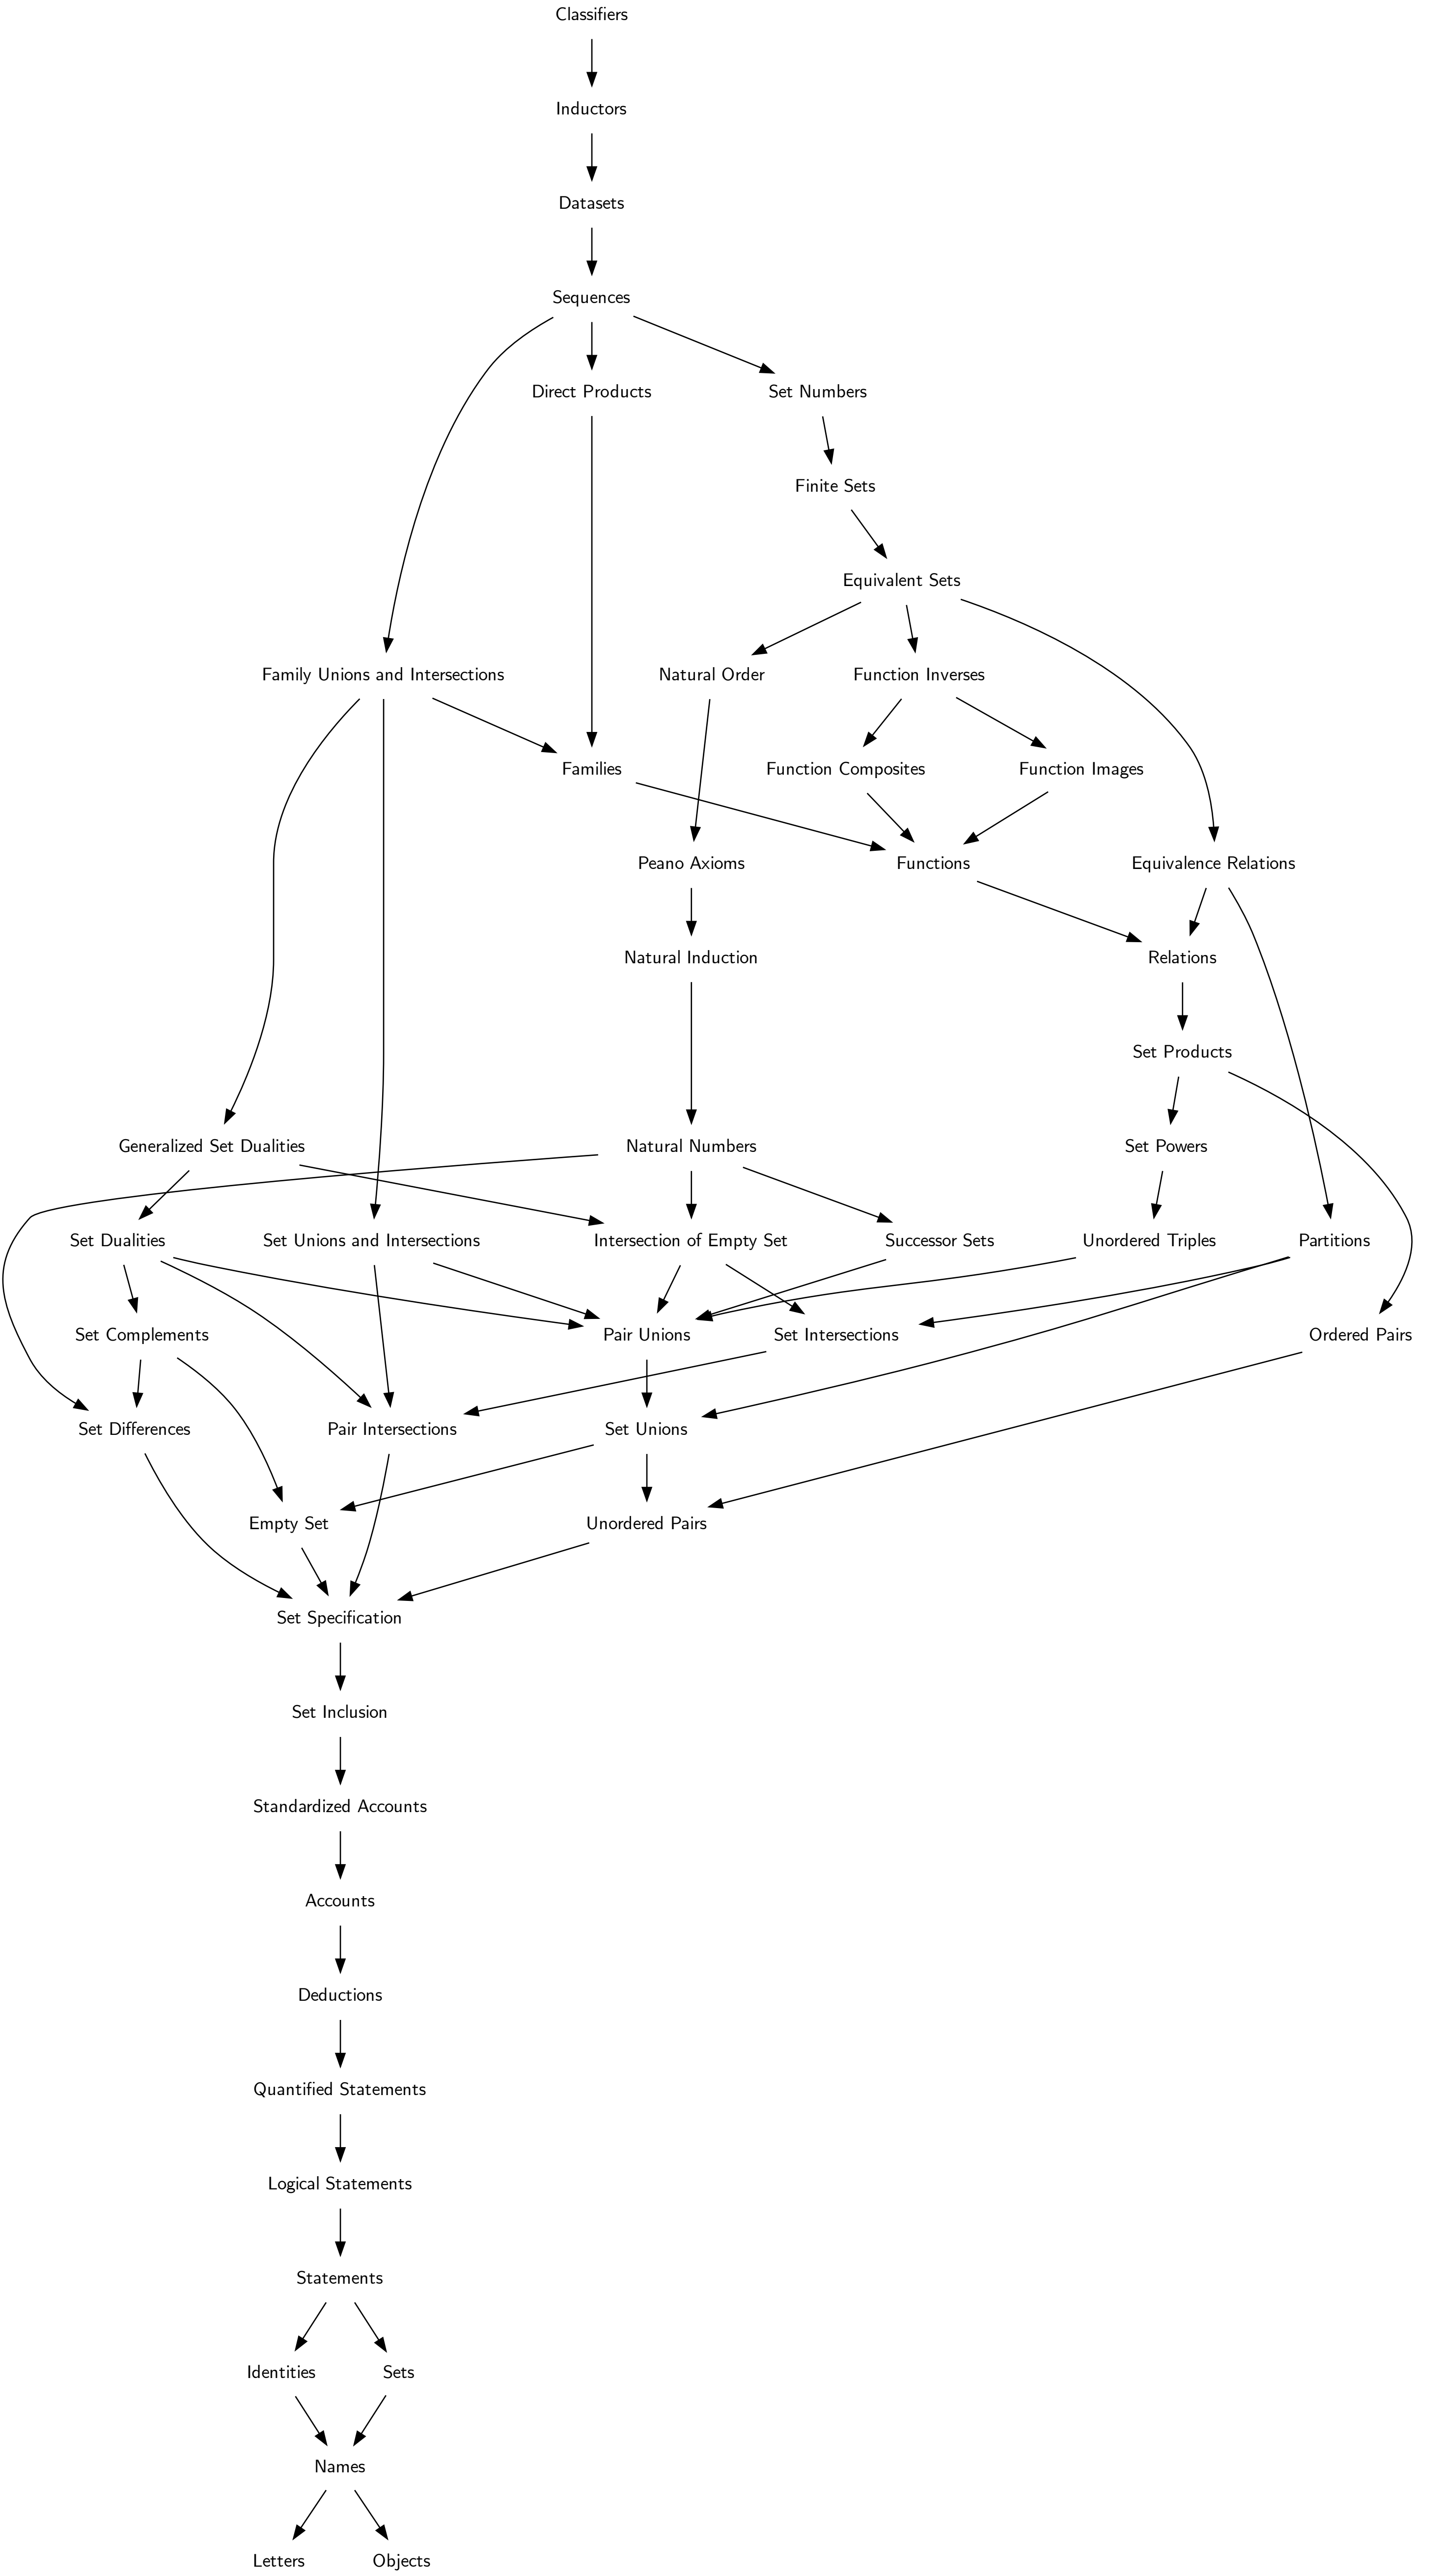 Classifiers
Inductors
Datasets
Sequences
Direct Products
Set Numbers
Finite Sets
Equivalent Sets
Family Unions and Intersections
Natural Order
Function Inverses
Families
Function Composites
Function Images
Peano Axioms
Functions
Equivalence Relations
Natural Induction
Relations
Set Products
Generalized Set Dualities
Natural Numbers
Set Powers
Set Dualities
Set Unions and Intersections
Intersection of Empty Set
Successor Sets
Unordered Triples
Partitions
Set Complements
Pair Unions
Set Intersections
Ordered Pairs
Set Differences
Pair Intersections
Set Unions
Empty Set
Unordered Pairs
Set Specification
Set Inclusion
Standardized Accounts
Accounts
Deductions
Quantified Statements
Logical Statements
Statements
Identities
Sets
Names
Letters
Objects